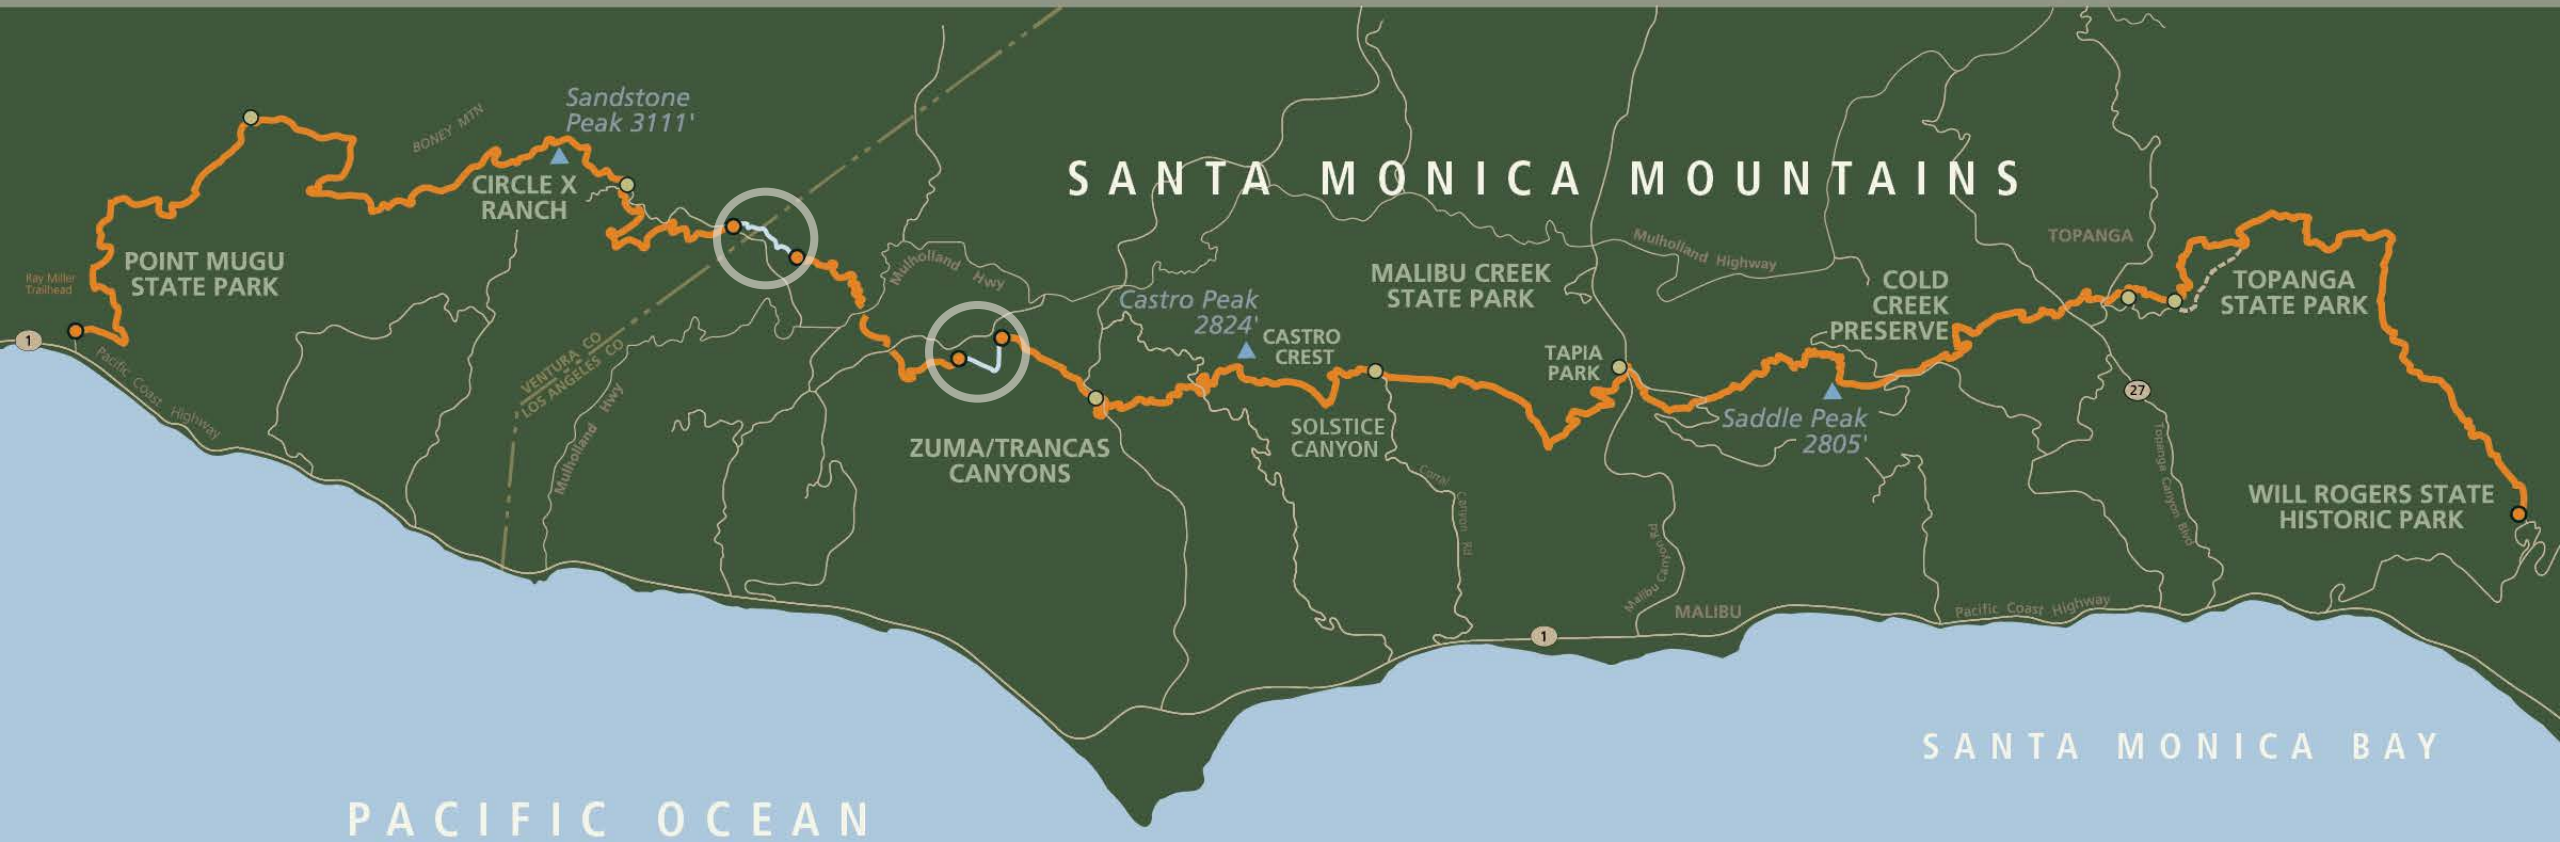 Sandstone
Peak 3111'
BONEY MTN
SANTA MONICA MOUNTAINS
CIRCLE X
RANCH
POINT MUGU
STATE PARK
Ray Miller
Trailhead
1
Pacific Coast Highway
VENTURA CO
LOS ANGELES CO
Mulholland Hwy
Mulholland Hwy
Castro Peak
2824'
CASTRO
CREST
MALIBU CREEK
STATE PARK
Mulholland Highway
TOPANGA
COLD
CREEK
PRESERVE
TOPANGA
STATE PARK
TAPIA
PARK
ZUMA/TRANCAS
CANYONS
SOLSTICE
CANYON
Saddle Peak
2805'
27
Corral Canyon Rd
Malibu Canyon Rd
Topanga Canyon Blvd
WILL ROGERS STATE
HISTORIC PARK
MALIBU
1
Pacific Coast Highway
SANTA MONICA BAY
PACIFIC OCEAN